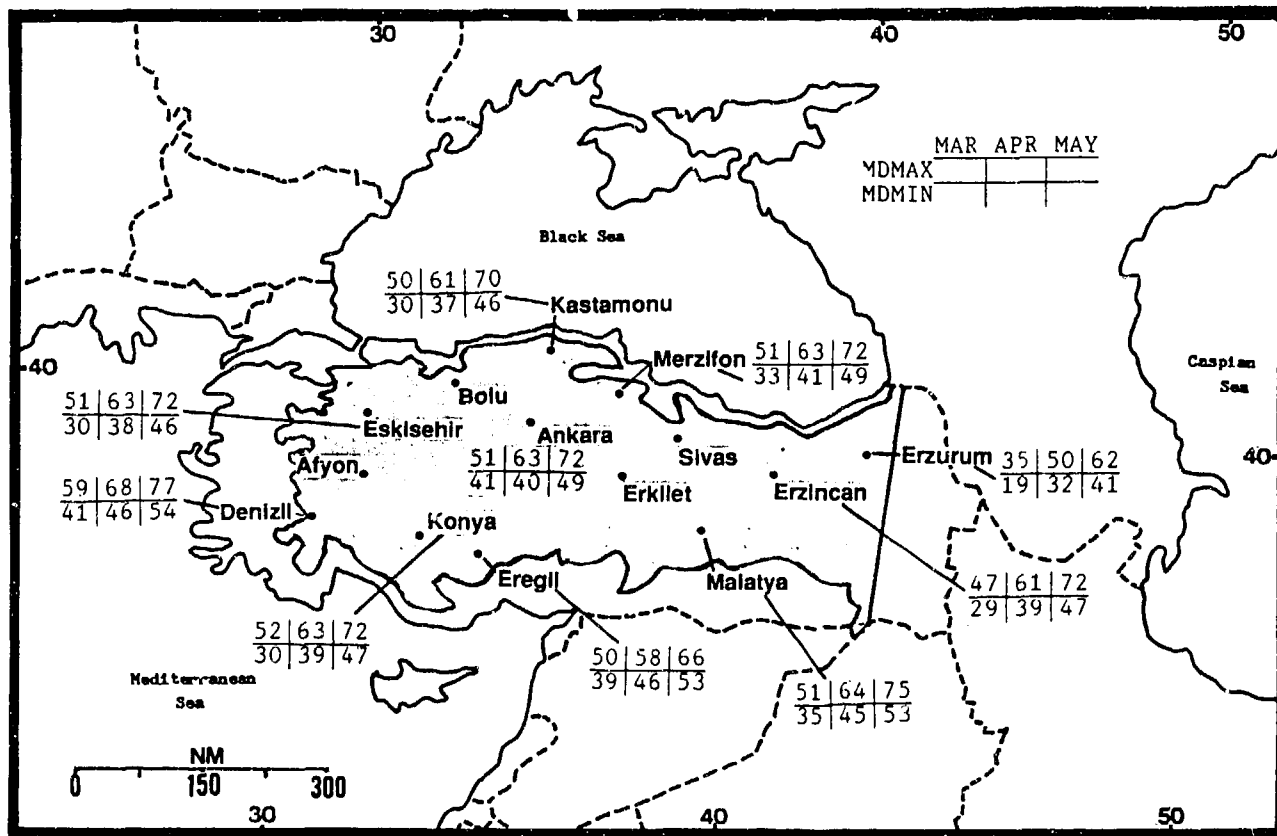 30 40 50
MAR APR MAY
MDMAX
MDMIN
Black Sea
50 61 70
30 37 46
Kastamonu
Merzifon
51 63 72
33 41 49
40
Caspian
Sea
Bolu
51 63 72
30 38 46
Eskisehir
Ankara
51 63 72
41 40 49
Sivas
Erzurum
35 50 62
19 32 41
40
Afyon
Erkilet
Erzincan
59 68 77
41 46 54
Denizli
Konya
Eregli
Malatya
47 61 72
29 39 47
52 63 72
30 39 47
50 58 66
39 46 53
51 64 75
35 45 53
Mediterranean
Sea
NM
0 150 300
30 40 50